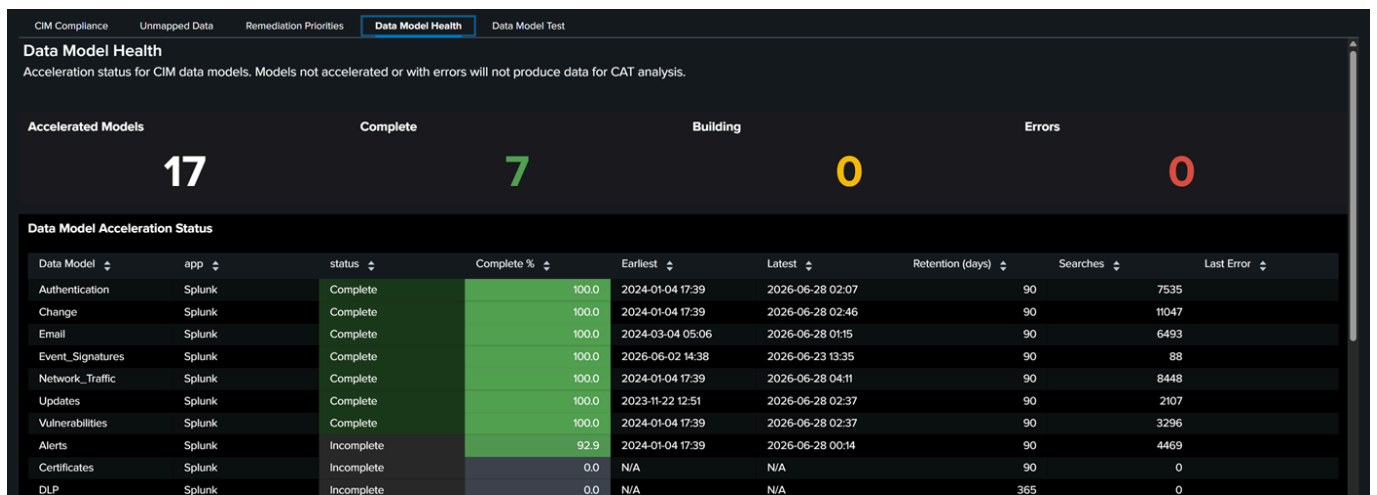 CIM Compliance Unmapped Data Remediation Priorities Data Model Health Data Model Test
Data Model Health
Acceleration status for CIM data models. Models not accelerated or with errors will not produce data for CAT analysis.
Accelerated Models Complete Building Errors
17 7 0 0
Data Model Acceleration Status
Data Model app status Complete % Earliest Latest Retention (days) Searches Last Error
Authentication Splunk Complete 100.0 2024-01-04 17:39 2026-06-28 02:07 90 7535
Change Splunk Complete 100.0 2024-01-04 17:39 2026-06-28 02:46 90 11047
Email Splunk Complete 100.0 2024-03-04 05:06 2026-06-28 01:15 90 6493
Event_Signatures Splunk Complete 100.0 2026-06-02 14:38 2026-06-23 13:35 90 88
Network_Traffic Splunk Complete 100.0 2024-01-04 17:39 2026-06-28 04:11 90 8448
Updates Splunk Complete 100.0 2023-11-22 12:51 2026-06-28 02:37 90 2107
Vulnerabilities Splunk Complete 100.0 2024-01-04 17:39 2026-06-28 02:37 90 3296
Alerts Splunk Incomplete 92.9 2024-01-04 17:39 2026-06-28 00:14 90 4469
Certificates Splunk Incomplete 0.0 N/A N/A 90 0
DLP Splunk Incomplete 0.0 N/A N/A 365 0